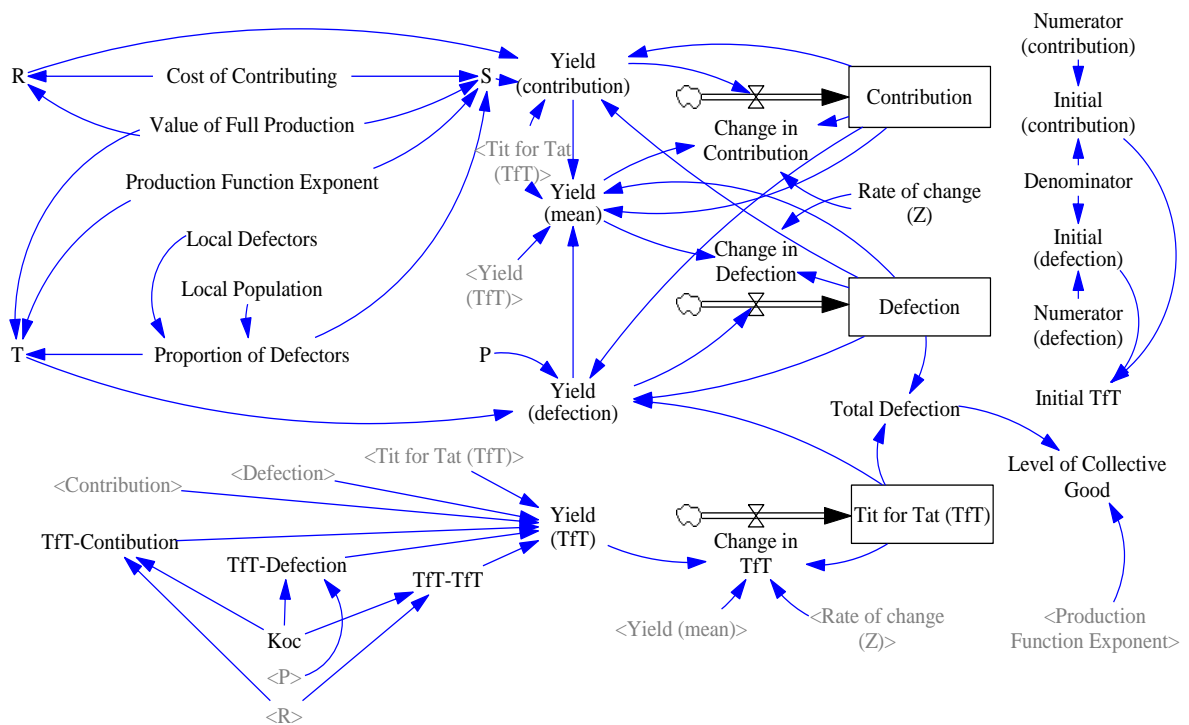 Numerator
(contribution)
R
Cost of Contributing
S
Yield
(contribution)
Contribution
Initial
(contribution)
Value of Full Production
Change in
Contribution
<Tit for Tat
(TfT)>
Production Function Exponent
Yield
(mean)
Rate of change
(Z)
Denominator
Local Defectors
Initial
(defection)
Change in
Defection
<Yield
(TfT)>
Local Population
Defection
Numerator
(defection)
T
Proportion of Defectors
P
Yield
(defection)
Initial TfT
Total Defection
<Tit for Tat (TfT)>
<Defection>
<Contribution>
Level of Collective
Good
Yield
(TfT)
Tit for Tat (TfT)
TfT-Contibution
Change in
TfT
TfT-Defection
TfT-TfT
Koc
<Yield (mean)>
<Rate of change
(Z)>
<Production
Function Exponent>
<P>
<R>